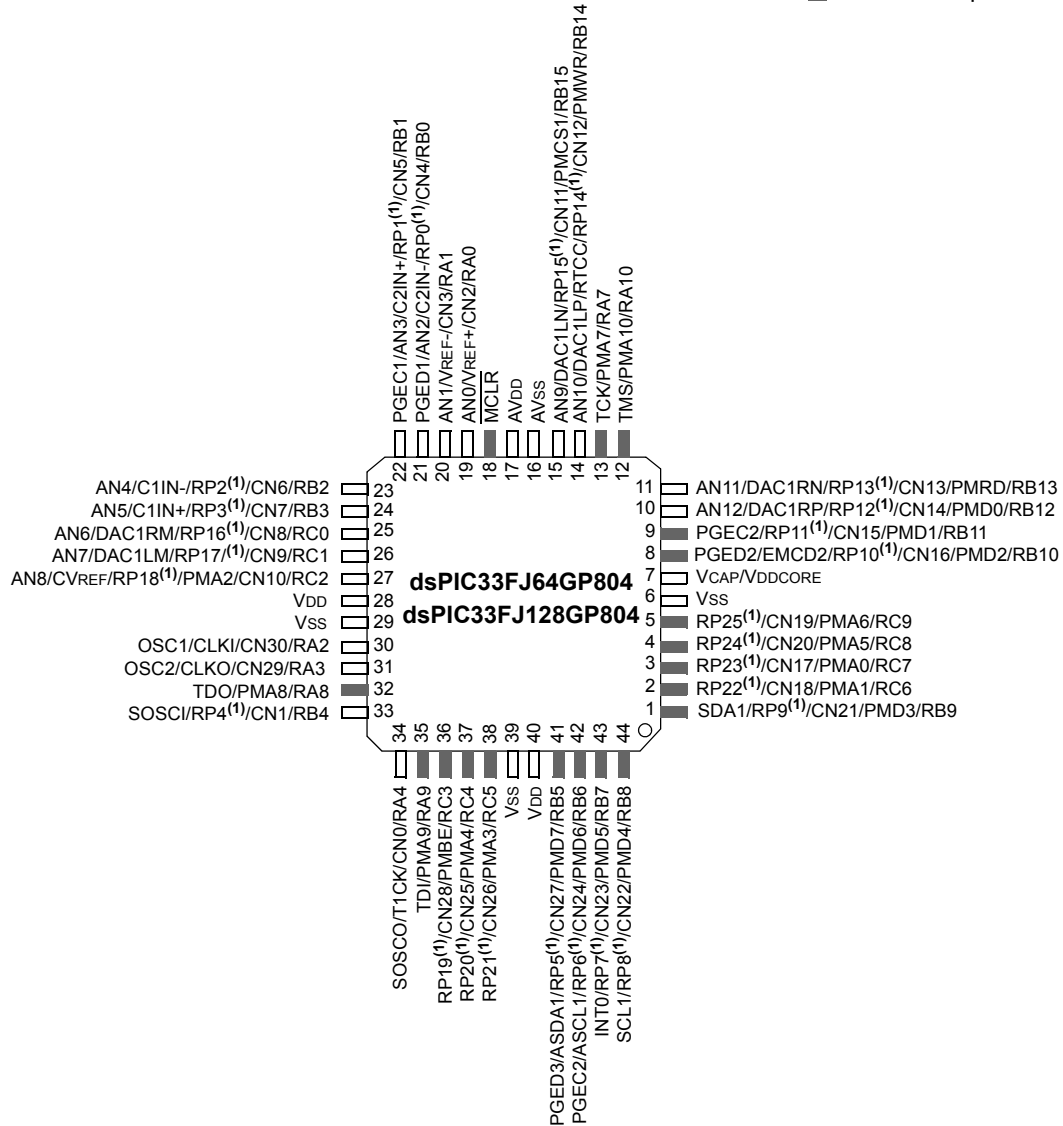 PGEC1/AN3/C2IN+/RP1(1)/CN5/RB1
PGED1/AN2/C2IN-/RP0(1)/CN4/RB0
AN1/VREF-/CN3/RA1
AN0/VREF+/CN2/RA0
MCLR
AVDD
AVSS
AN9/DAC1LN/RP15(1)/CN11/PMCS1/RB15
AN10/DAC1LP/RTCC/RP14(1)/CN12/PMWR/RB14
TCK/PMA7/RA7
TMS/PMA10/RA10
22
21
20
19
18
17
16
15
14
13
12
AN4/C1IN-/RP2(1)/CN6/RB2 23
AN5/C1IN+/RP3(1)/CN7/RB3 24
AN6/DAC1RM/RP16(1)/CN8/RC0 25
AN7/DAC1LM/RP17/(1)/CN9/RC1 26
AN8/CVREF/RP18(1)/PMA2/CN10/RC2 27
VDD 28
VSS 29
OSC1/CLKI/CN30/RA2 30
OSC2/CLKO/CN29/RA3 31
TDO/PMA8/RA8 32
SOSCI/RP4(1)/CN1/RB4 33
dsPIC33FJ64GP804
dsPIC33FJ128GP804
11 AN11/DAC1RN/RP13(1)/CN13/PMRD/RB13
10 AN12/DAC1RP/RP12(1)/CN14/PMD0/RB12
9 PGEC2/RP11(1)/CN15/PMD1/RB11
8 PGED2/EMCD2/RP10(1)/CN16/PMD2/RB10
7 VCAP/VDDCORE
6 VSS
5 RP25(1)/CN19/PMA6/RC9
4 RP24(1)/CN20/PMA5/RC8
3 RP23(1)/CN17/PMA0/RC7
2 RP22(1)/CN18/PMA1/RC6
1 SDA1/RP9(1)/CN21/PMD3/RB9
34
35
36
37
38
39
40
41
42
43
44
SOSCO/T1CK/CN0/RA4
TDI/PMA9/RA9
RP19(1)/CN28/PMBE/RC3
RP20(1)/CN25/PMA4/RC4
RP21(1)/CN26/PMA3/RC5
VSS
VDD
PGED3/ASDA1/RP5(1)/CN27/PMD7/RB5
PGEC2/ASCL1/RP6(1)/CN24/PMD6/RB6
INT0/RP7(1)/CN23/PMD5/RB7
SCL1/RP8(1)/CN22/PMD4/RB8